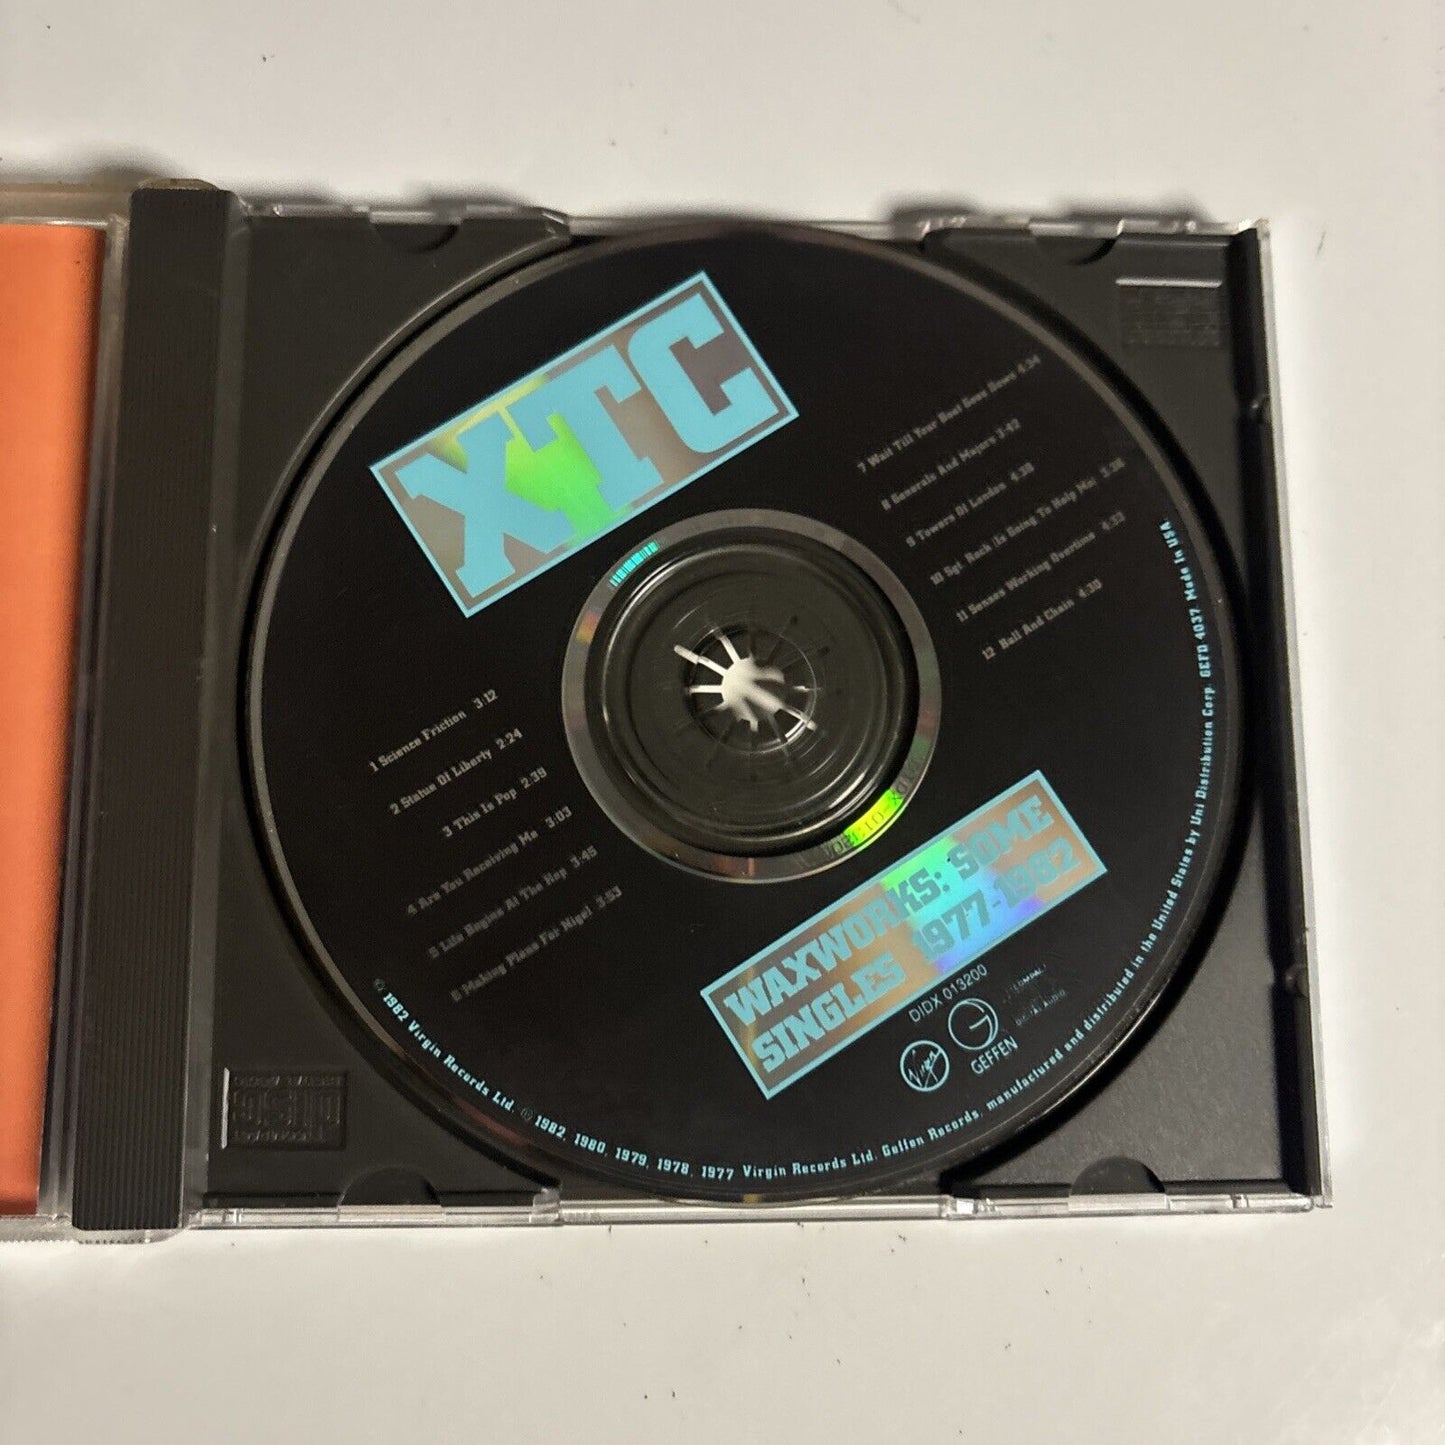 XTC
1 Science Friction 3:12
2 Statue Of Liberty 2:24
3 This Is Pop 2:39
4 Are You Receiving Me 3:03
5 Life Begins At The Hop 3:45
6 Making Plans For Nigel 3:53
7 Wait Till Your Boat Goes Down 4:34
8 Generals And Majors 3:42
9 Towers Of London 4:38
10 Sgt. Rock (Is Going To Help Me) 3:36
11 Senses Working Overtime 4:33
12 Ball And Chain 4:30
WAXWORKS: SOME
SINGLES 1977-1982
DIDX 013200
Virgin
GEFFEN
COMPACT
DIGITAL AUDIO
℗ 1982 Virgin Records Ltd. ℗ 1982, 1980, 1979, 1978, 1977 Virgin Records Ltd. Geffen Records, manufactured and distributed in the United States by Uni Distribution Corp. GEFD 4037 Made In USA.